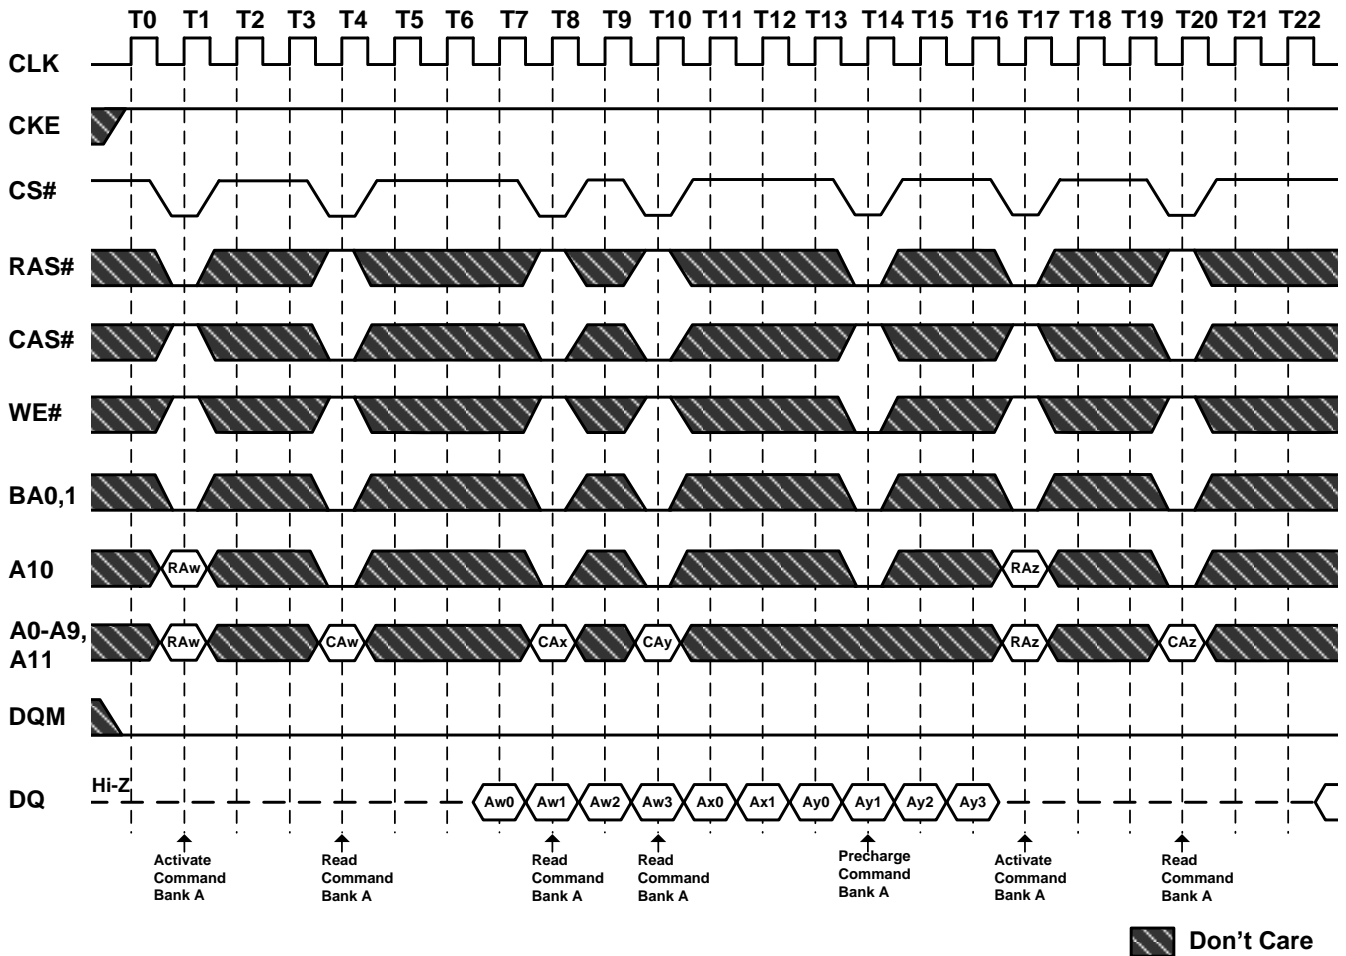 T0 T1 T2 T3 T4 T5 T6 T7 T8 T9 T10 T11 T12 T13 T14 T15 T16 T17 T18 T19 T20 T21 T22
CLK
CKE
CS#
RAS#
CAS#
WE#
BA0,1
A10 RAw RAz
A0-A9,
A11 RAw CAw CAx CAy RAz CAz
DQM
Hi-Z
DQ Aw0 Aw1 Aw2 Aw3 Ax0 Ax1 Ay0 Ay1 Ay2 Ay3
Activate
Command
Bank A
Read
Command
Bank A
Read
Command
Bank A
Read
Command
Bank A
Precharge
Command
Bank A
Activate
Command
Bank A
Read
Command
Bank A
Don't Care